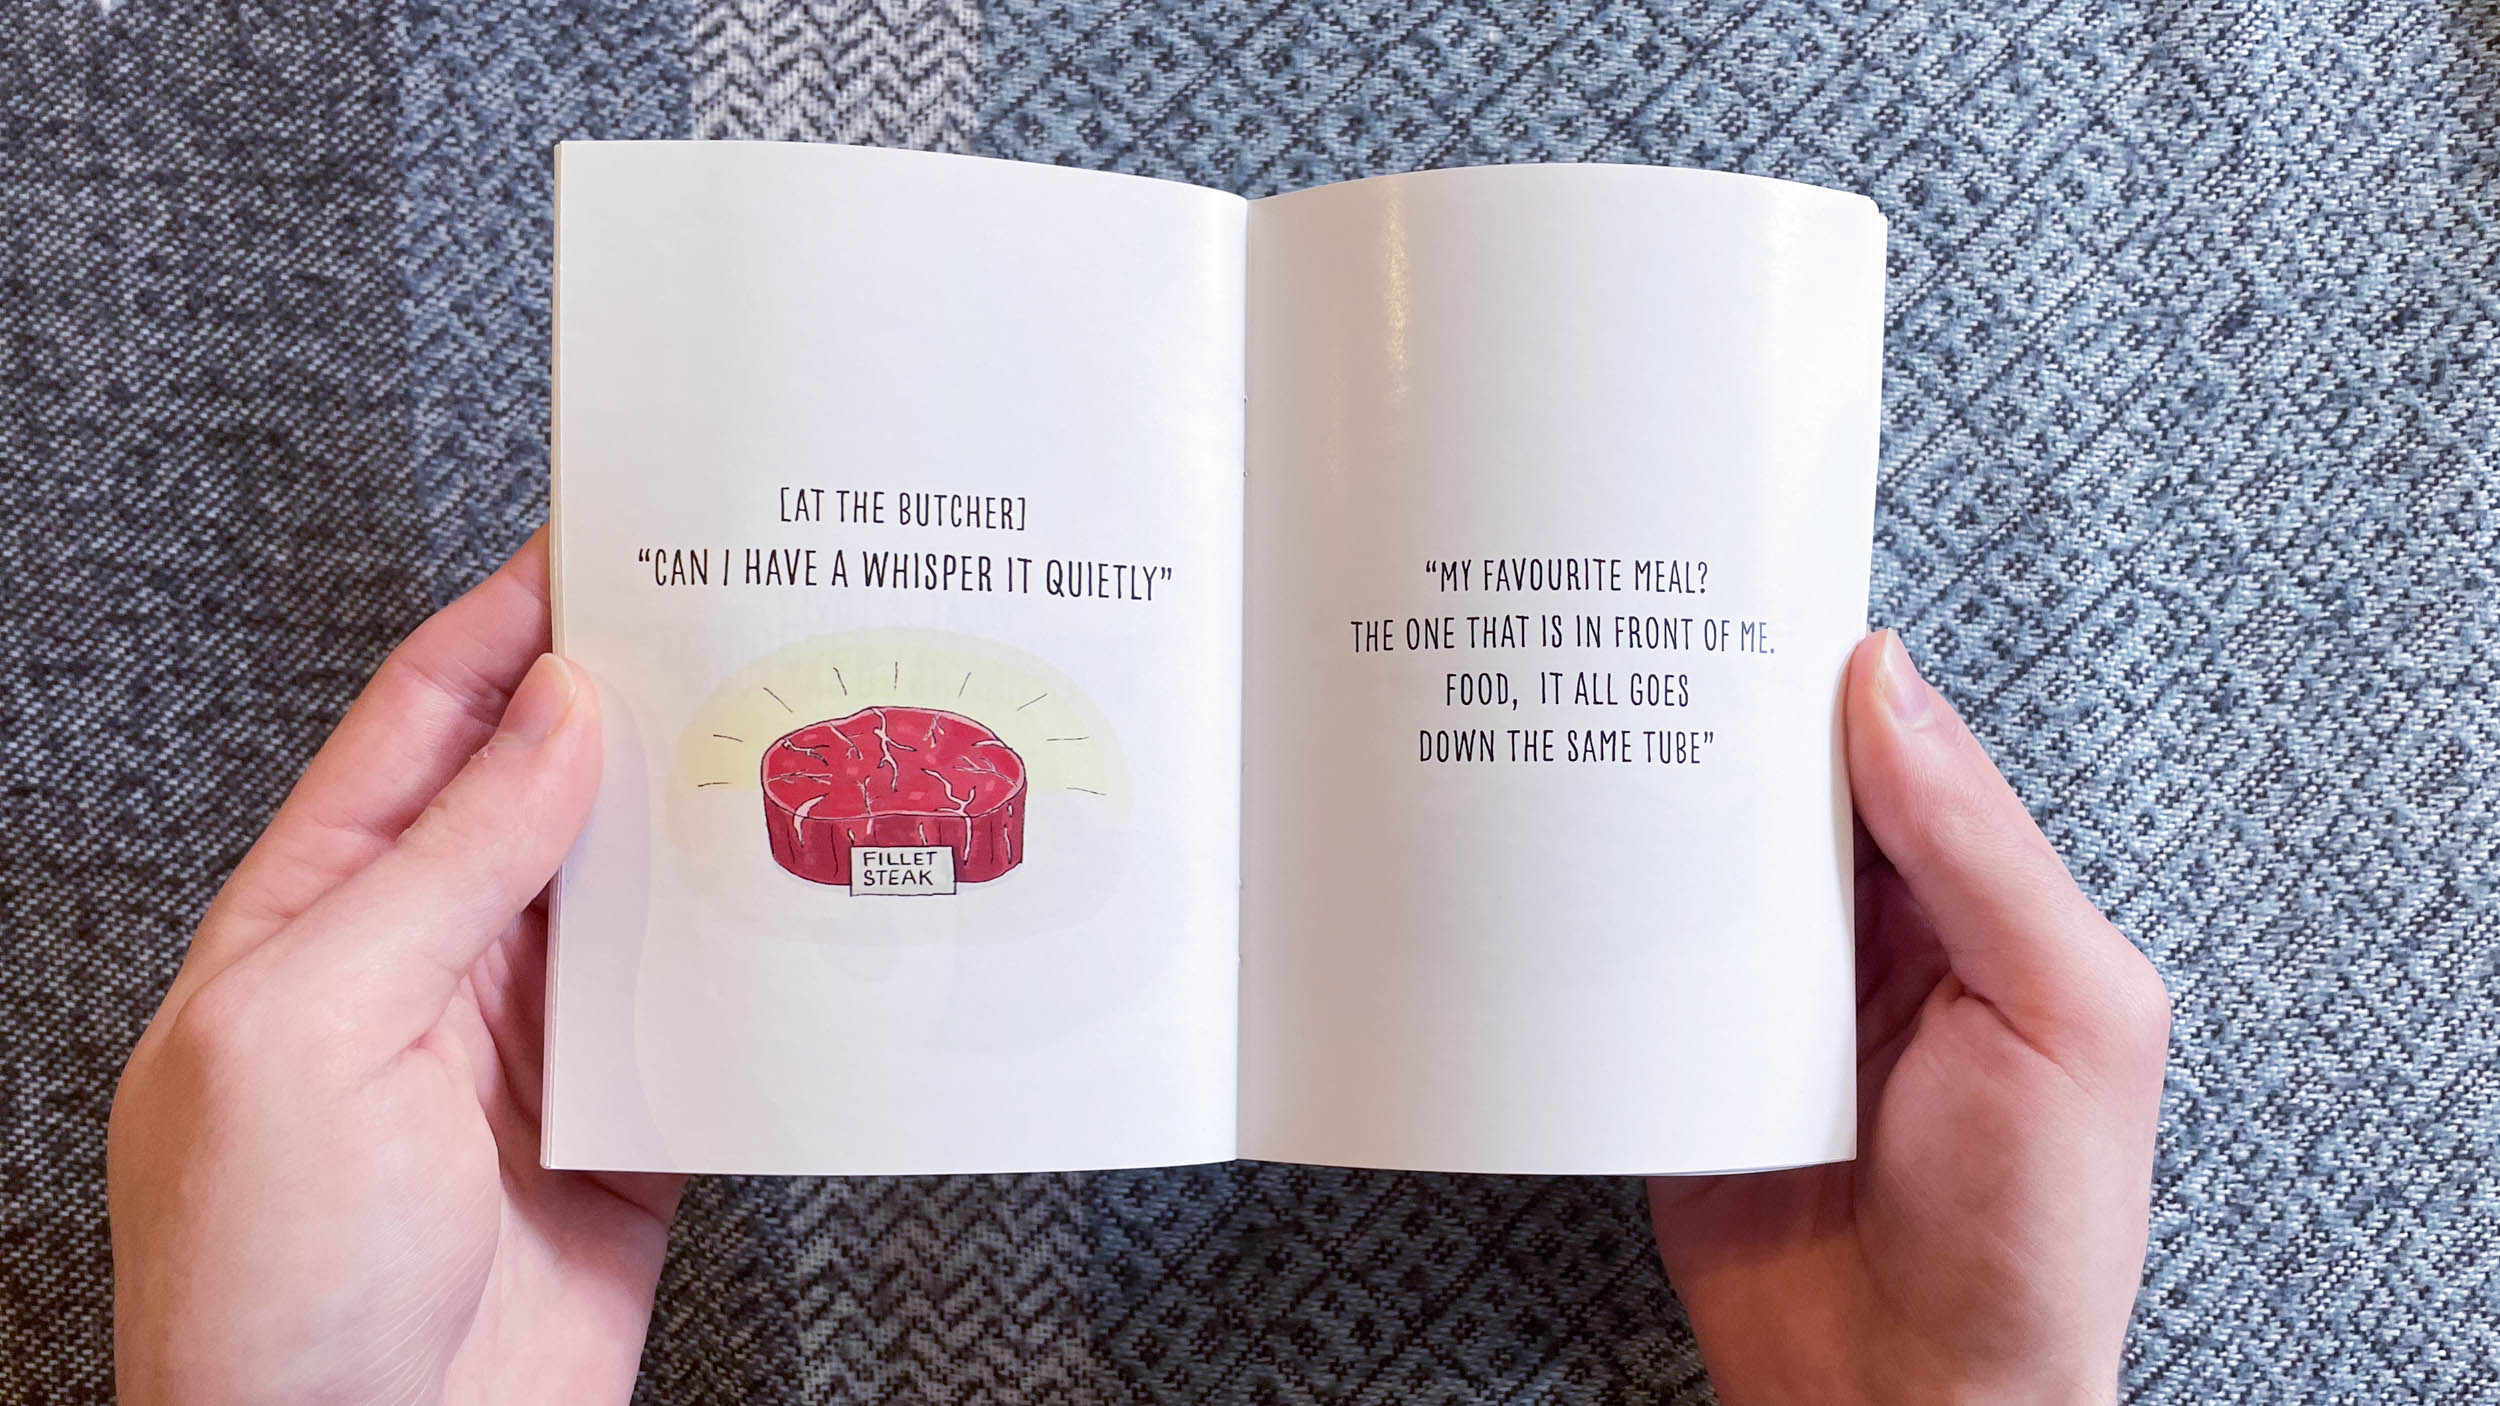 [AT THE BUTCHER]
“CAN I HAVE A WHISPER IT QUIETLY”
FILLET
STEAK
“MY FAVOURITE MEAL?
THE ONE THAT IS IN FRONT OF ME.
FOOD, IT ALL GOES
DOWN THE SAME TUBE”